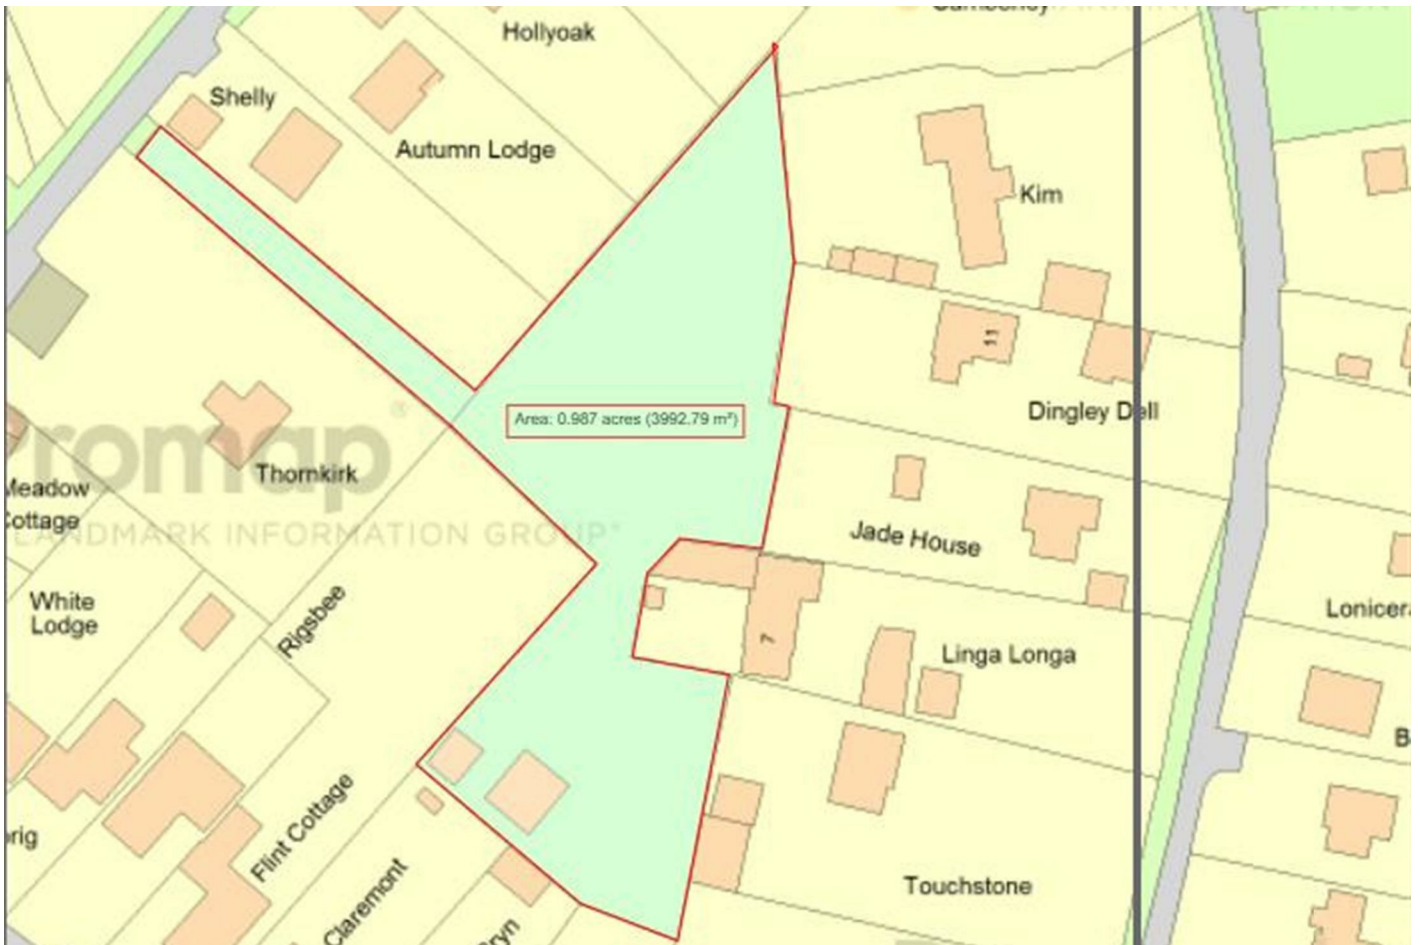 Hollyoak
Shelly
Autumn Lodge
Kim
11
Area: 0.987 acres (3992.79 m²)
Dingley Dell
Promap
®
Thornkirk
Meadow
Cottage
LANDMARK INFORMATION GROUP®
Jade House
White
Lodge
Rigsbee
7
Linga Longa
Flint Cottage
Claremont
Touchstone